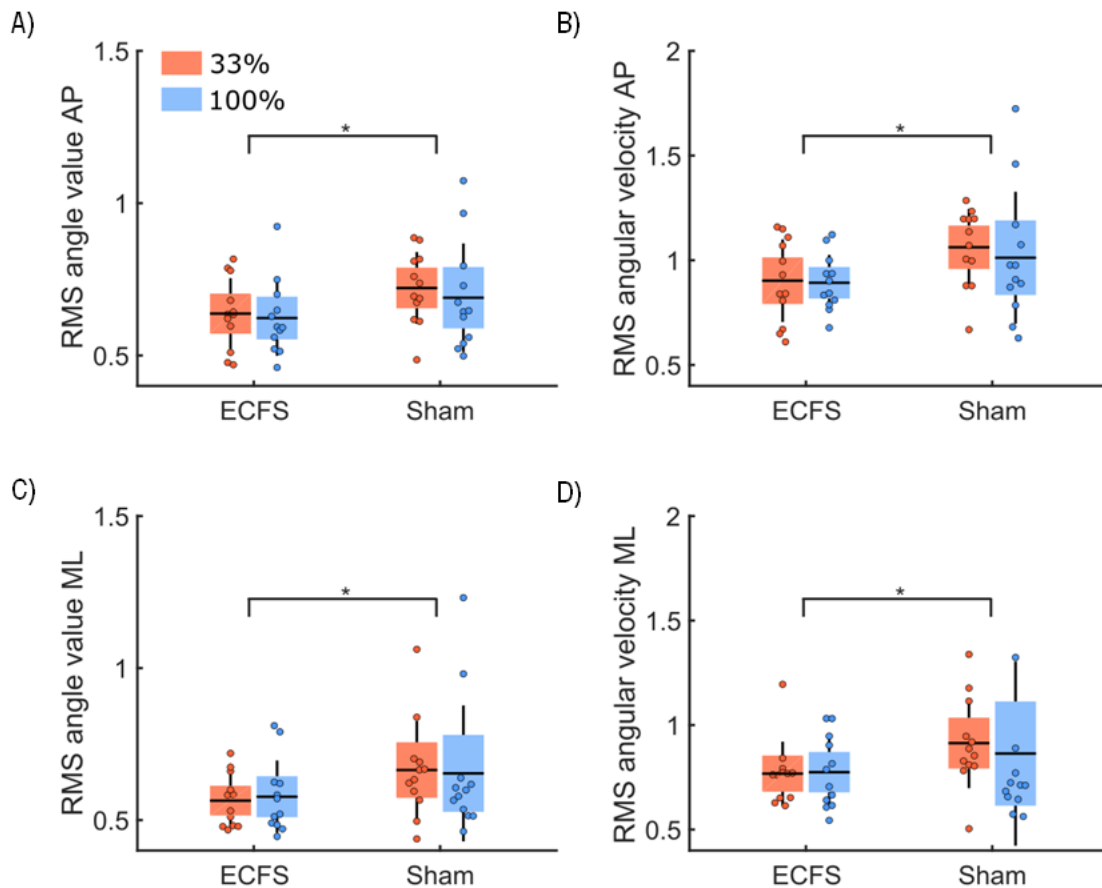 A)
RMS angle value AP
1.5
1
0.5
33%
100%
*
ECFS
Sham
B)
RMS angular velocity AP
2
1.5
1
0.5
*
ECFS
Sham
C)
RMS angle value ML
1.5
1
0.5
*
ECFS
Sham
D)
RMS angular velocity ML
2
1.5
1
0.5
*
ECFS
Sham